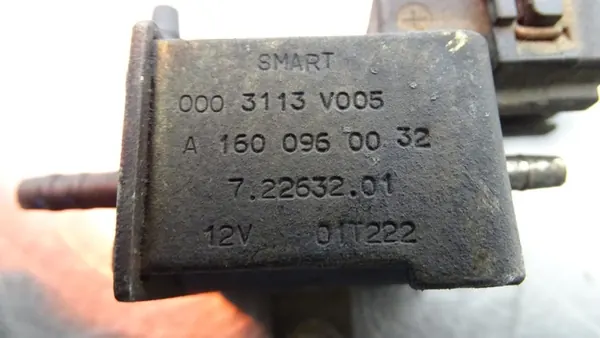 SMART
000 3113 V005
A 160 096 00 32
7.22632.01
12V 01T222